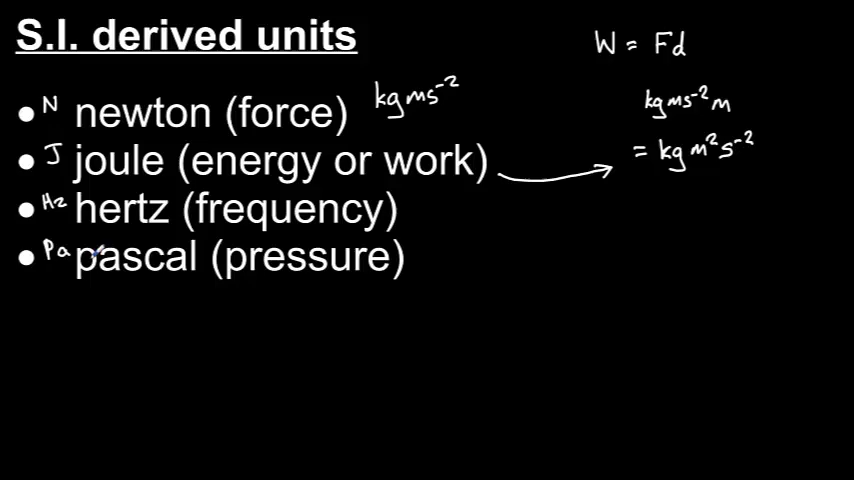 S.I. derived units
W = Fd
• N newton (force) kgms⁻²
kgms⁻²m
• J joule (energy or work)
= kgm²s⁻²
• Hz hertz (frequency)
• Pa pascal (pressure)